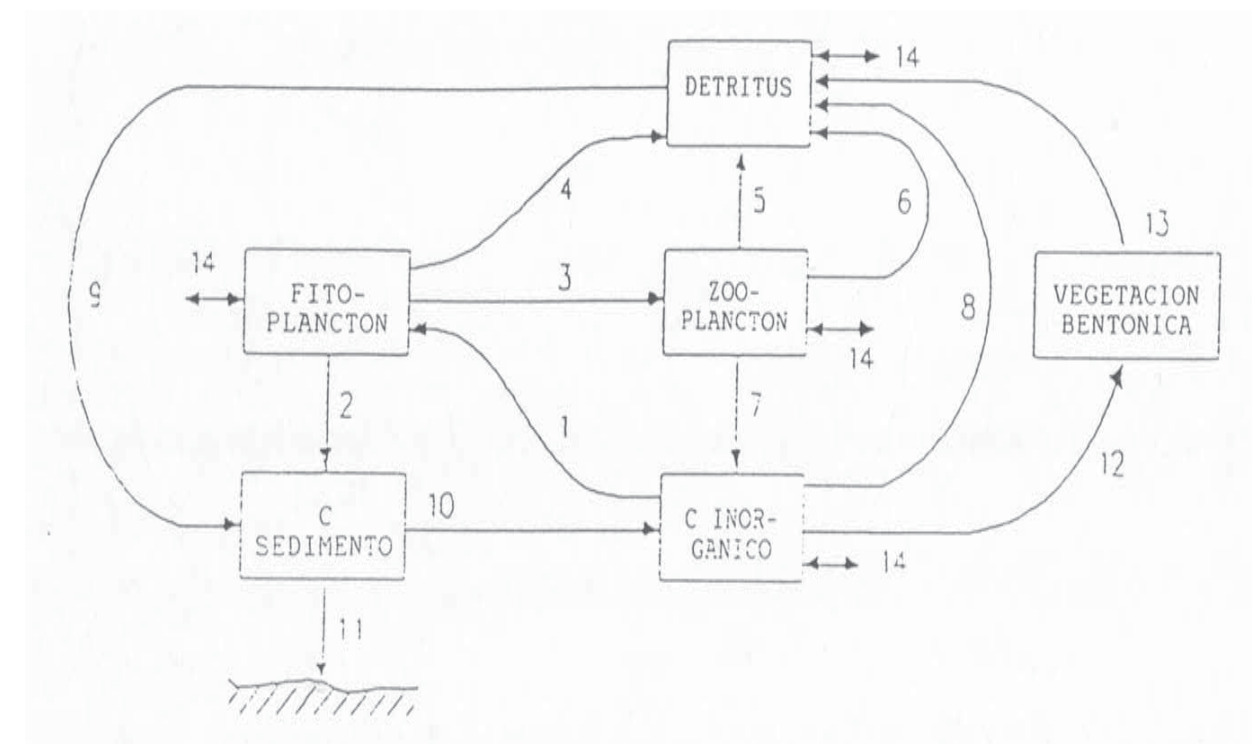 14
DETRITUS
4
5
6
13
14
9
FITO-
PLANCTON
3
ZOO-
PLANCTON
14
8
VEGETACION
BENTONICA
2
1
7
12
C
SEDIMENTO
10
C INOR-
GANICO
14
11